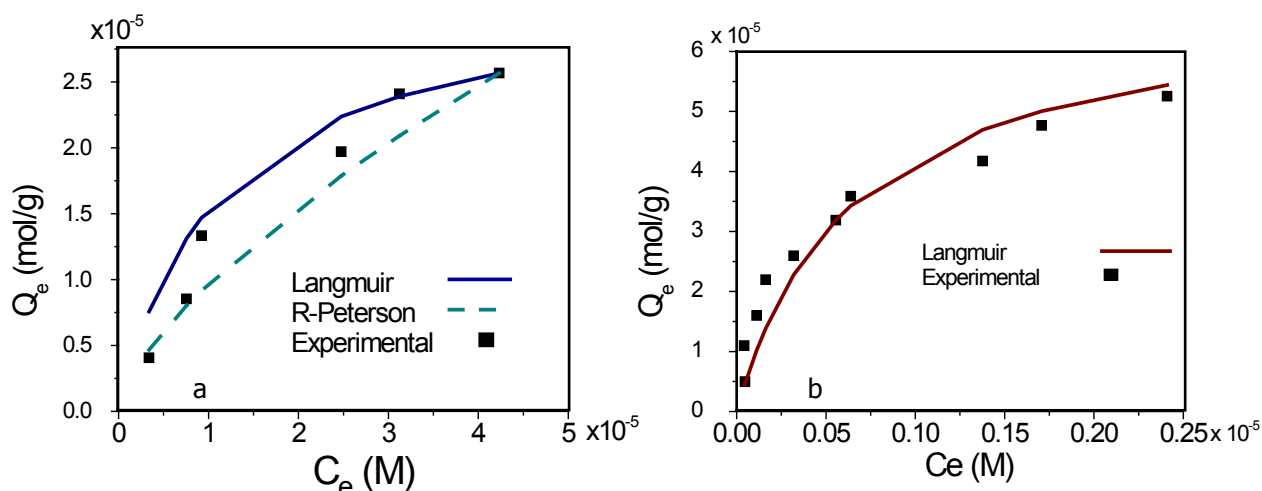 x10⁻⁵
2.5
2.0
1.5
1.0
0.5
0.0
Qₑ (mol/g)
Langmuir
R-Peterson
Experimental
a
0 1 2 3 4 5 x10⁻⁵
Cₑ (M)
x 10⁻⁵
6
5
4
3
2
1
0
Qₑ (mol/g)
Langmuir
Experimental
b
0.00 0.05 0.10 0.15 0.20 0.25 x 10⁻⁵
Ce (M)